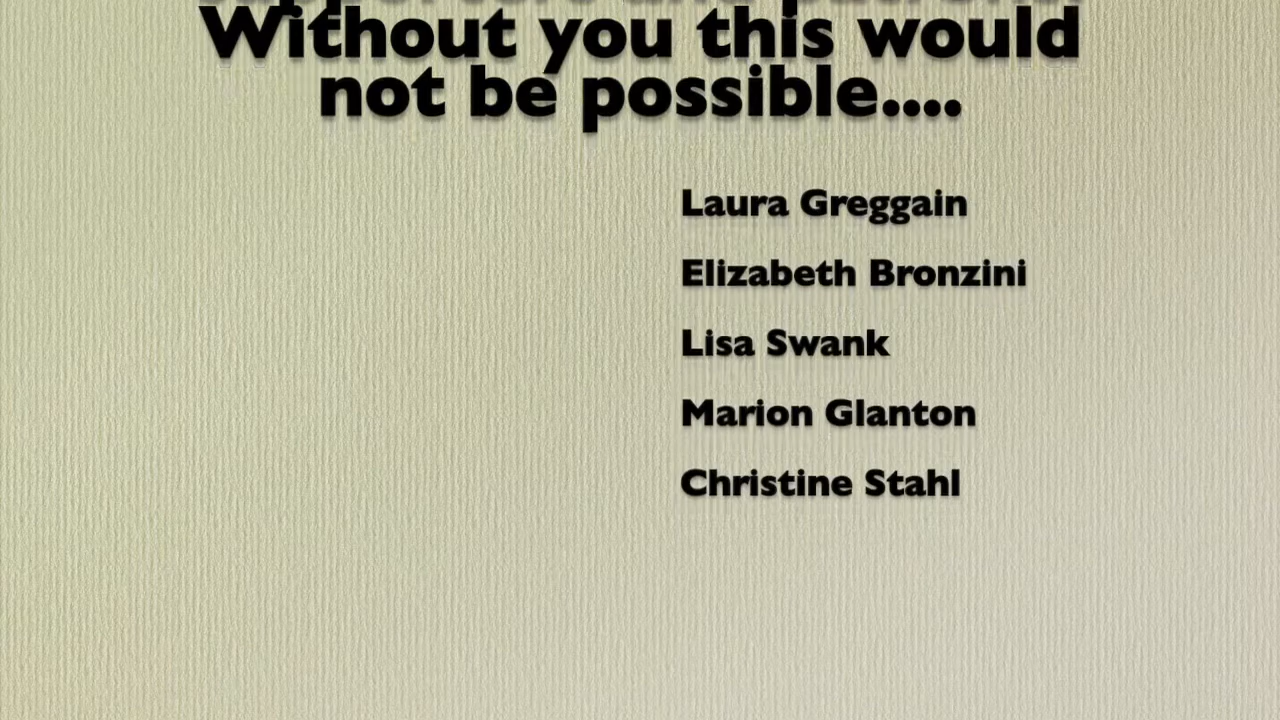 Without you this would
not be possible....
Laura Greggain
Elizabeth Bronzini
Lisa Swank
Marion Glanton
Christine Stahl